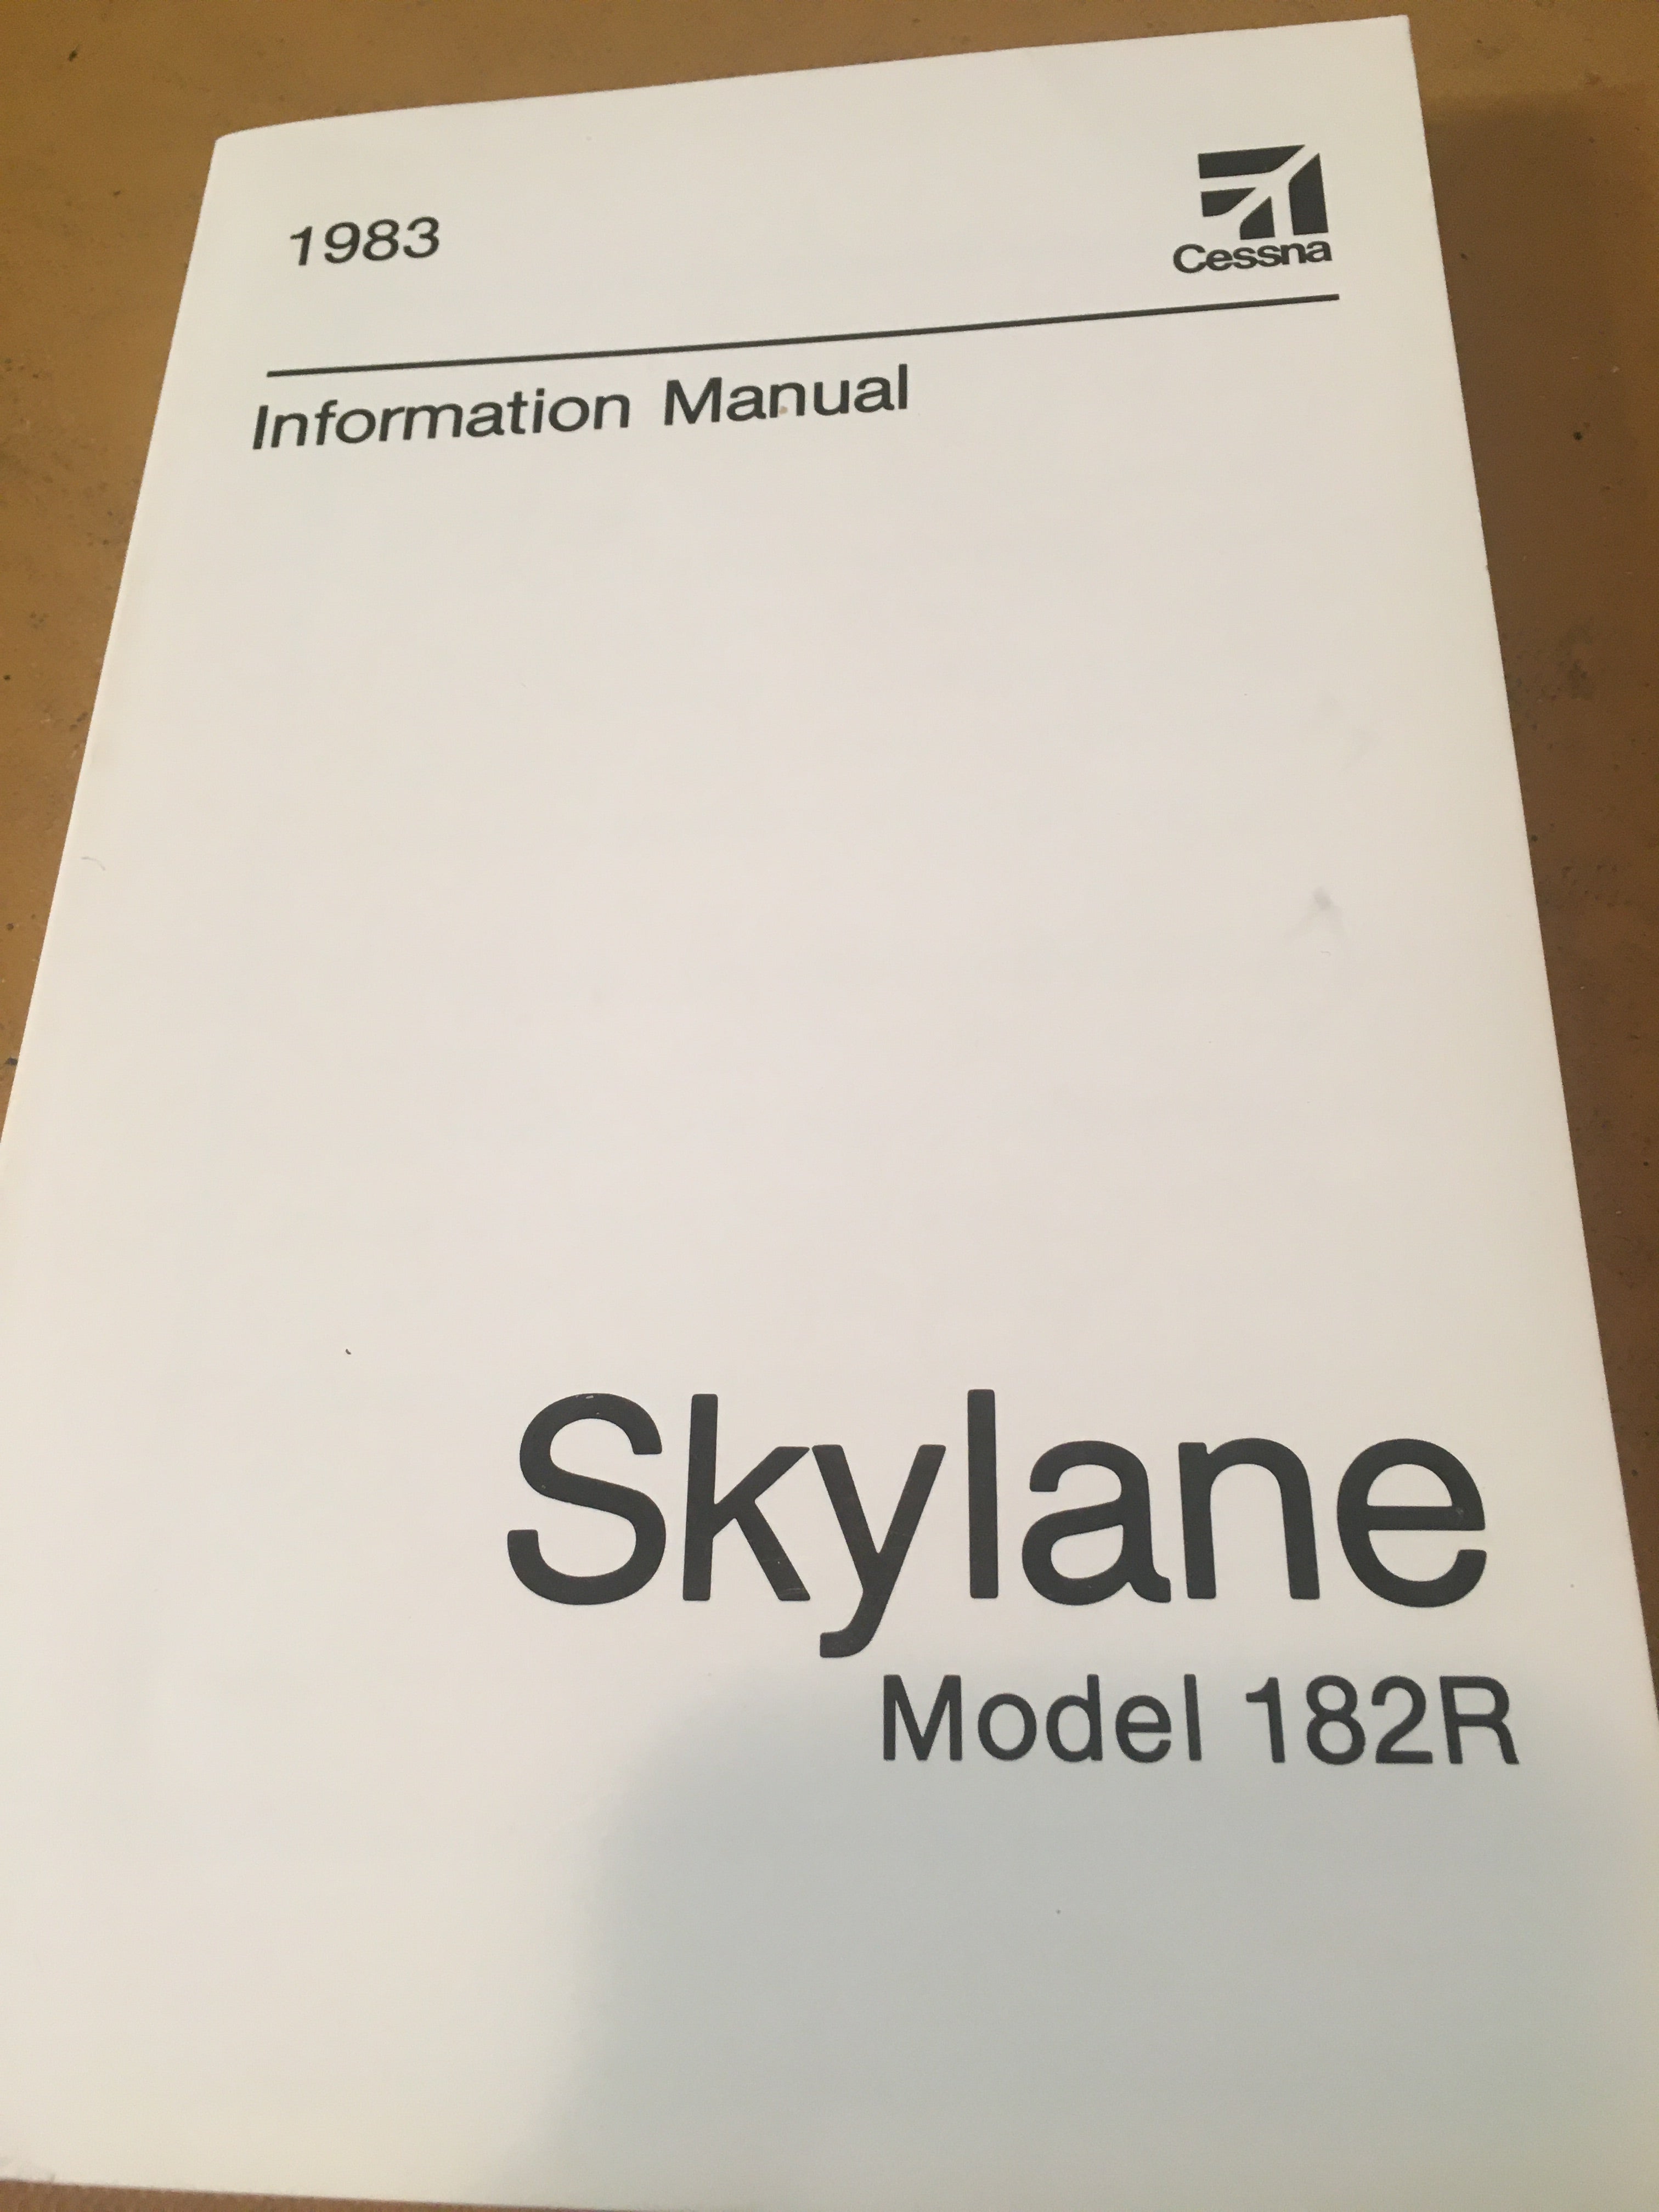 1983
Cessna
Information Manual
Skylane
Model 182R